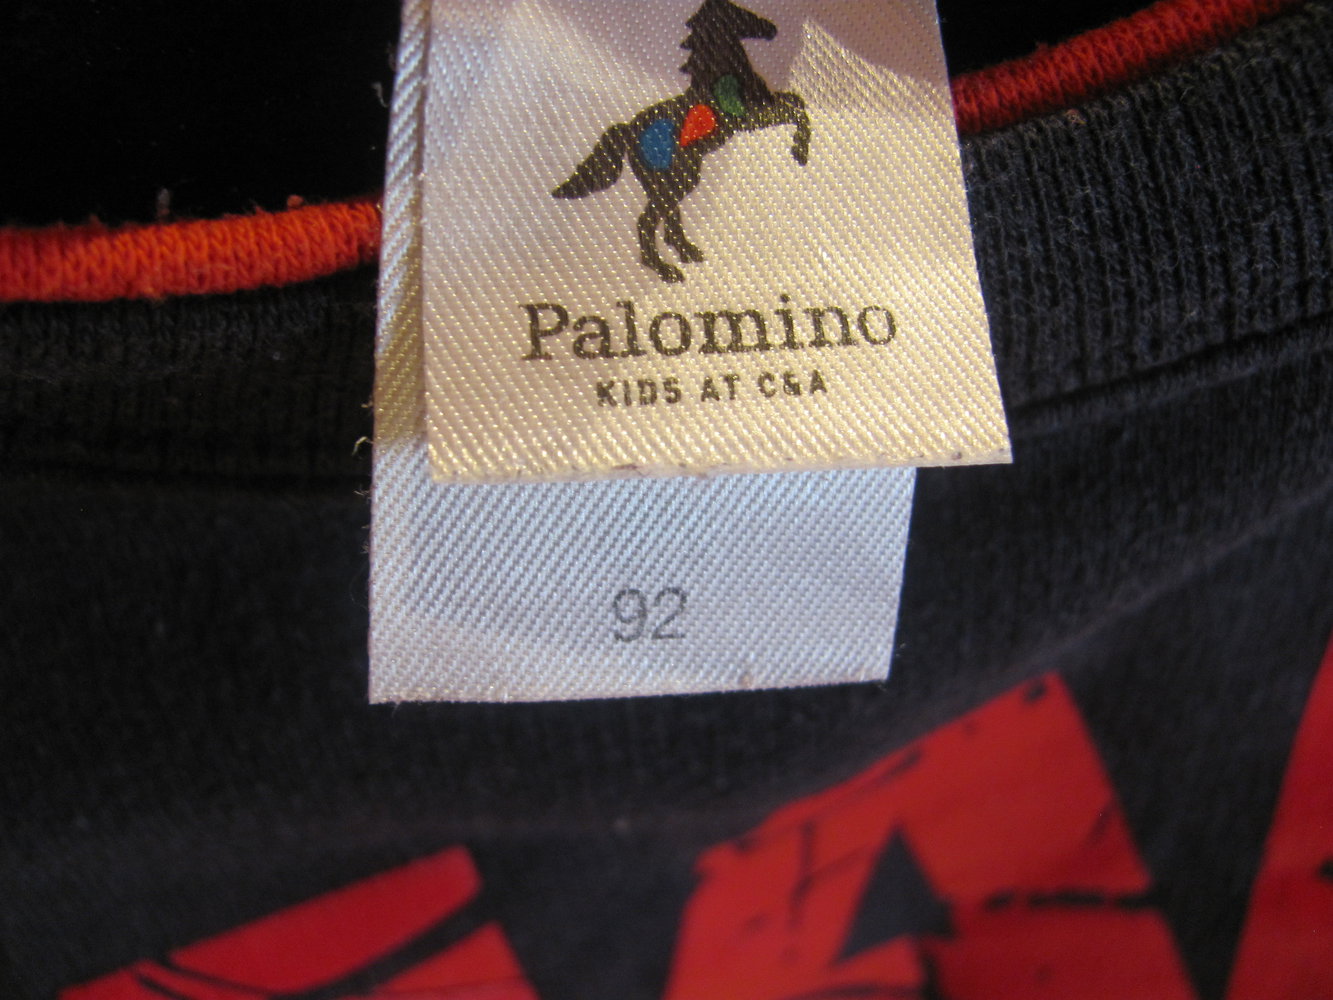 Palomino
KIDS AT C&A
92